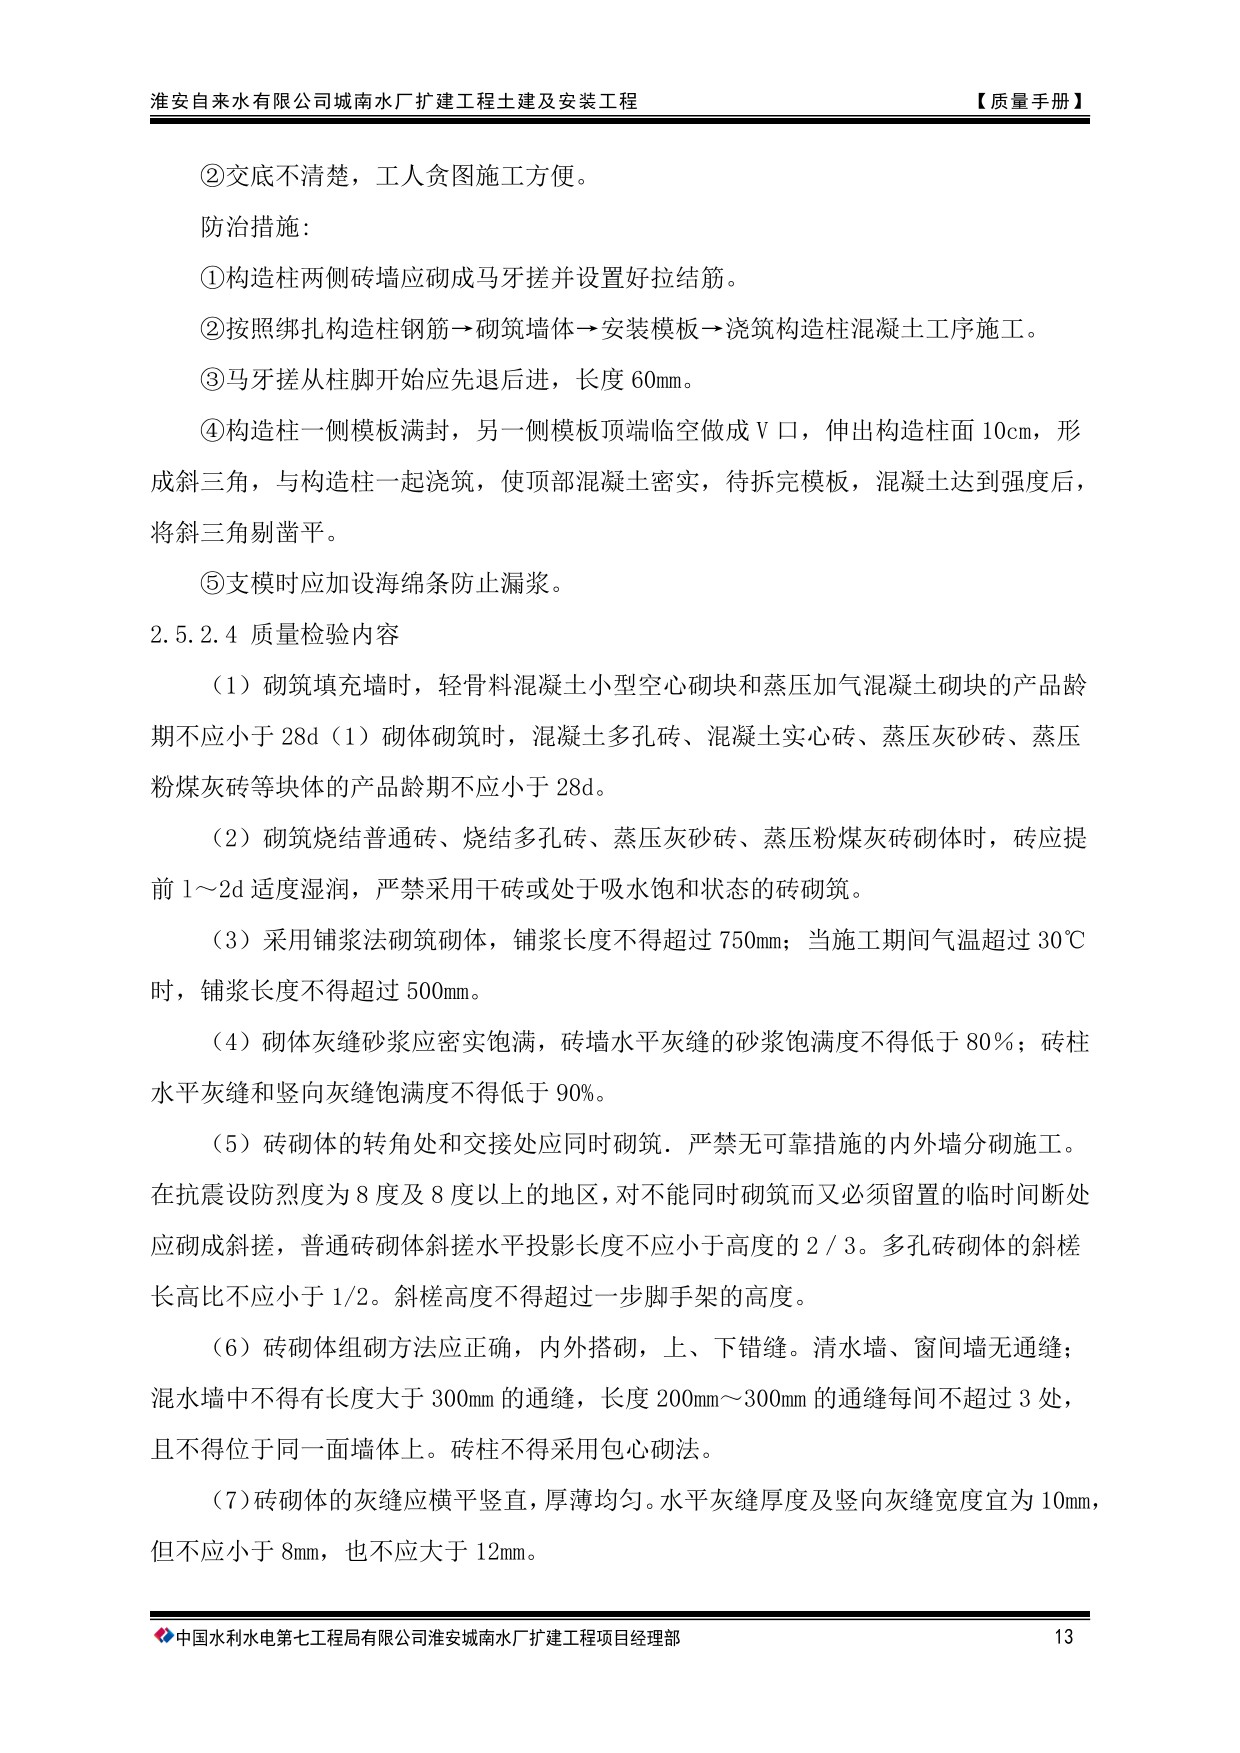 淮安自来水有限公司城南水厂扩建工程土建及安装工程 【质量手册】
②交底不清楚，工人贪图施工方便。
防治措施：
①构造柱两侧砖墙应砌成马牙搓并设置好拉结筋。
②按照绑扎构造柱钢筋→砌筑墙体→安装模板→浇筑构造柱混凝土工序施工。
③马牙搓从柱脚开始应先退后进，长度 60mm。
④构造柱一侧模板满封，另一侧模板顶端临空做成 V 口，伸出构造柱面 10cm，形
成斜三角，与构造柱一起浇筑，使顶部混凝土密实，待拆完模板，混凝土达到强度后，
将斜三角剔凿平。
⑤支模时应加设海绵条防止漏浆。
2.5.2.4 质量检验内容
（1）砌筑填充墙时，轻骨料混凝土小型空心砌块和蒸压加气混凝土砌块的产品龄
期不应小于 28d（1）砌体砌筑时，混凝土多孔砖、混凝土实心砖、蒸压灰砂砖、蒸压
粉煤灰砖等块体的产品龄期不应小于 28d。
（2）砌筑烧结普通砖、烧结多孔砖、蒸压灰砂砖、蒸压粉煤灰砖砌体时，砖应提
前 1～2d 适度湿润，严禁采用干砖或处于吸水饱和状态的砖砌筑。
（3）采用铺浆法砌筑砌体，铺浆长度不得超过 750mm；当施工期间气温超过 30℃
时，铺浆长度不得超过 500mm。
（4）砌体灰缝砂浆应密实饱满，砖墙水平灰缝的砂浆饱满度不得低于 80％；砖柱
水平灰缝和竖向灰缝饱满度不得低于 90%。
（5）砖砌体的转角处和交接处应同时砌筑．严禁无可靠措施的内外墙分砌施工。
在抗震设防烈度为 8 度及 8 度以上的地区，对不能同时砌筑而又必须留置的临时间断处
应砌成斜搓，普通砖砌体斜搓水平投影长度不应小于高度的 2／3。多孔砖砌体的斜槎
长高比不应小于 1/2。斜槎高度不得超过一步脚手架的高度。
（6）砖砌体组砌方法应正确，内外搭砌，上、下错缝。清水墙、窗间墙无通缝；
混水墙中不得有长度大于 300mm 的通缝，长度 200mm～300mm 的通缝每间不超过 3 处，
且不得位于同一面墙体上。砖柱不得采用包心砌法。
（7）砖砌体的灰缝应横平竖直，厚薄均匀。水平灰缝厚度及竖向灰缝宽度宜为 10mm，
但不应小于 8mm，也不应大于 12mm。
中国水利水电第七工程局有限公司淮安城南水厂扩建工程项目经理部 13